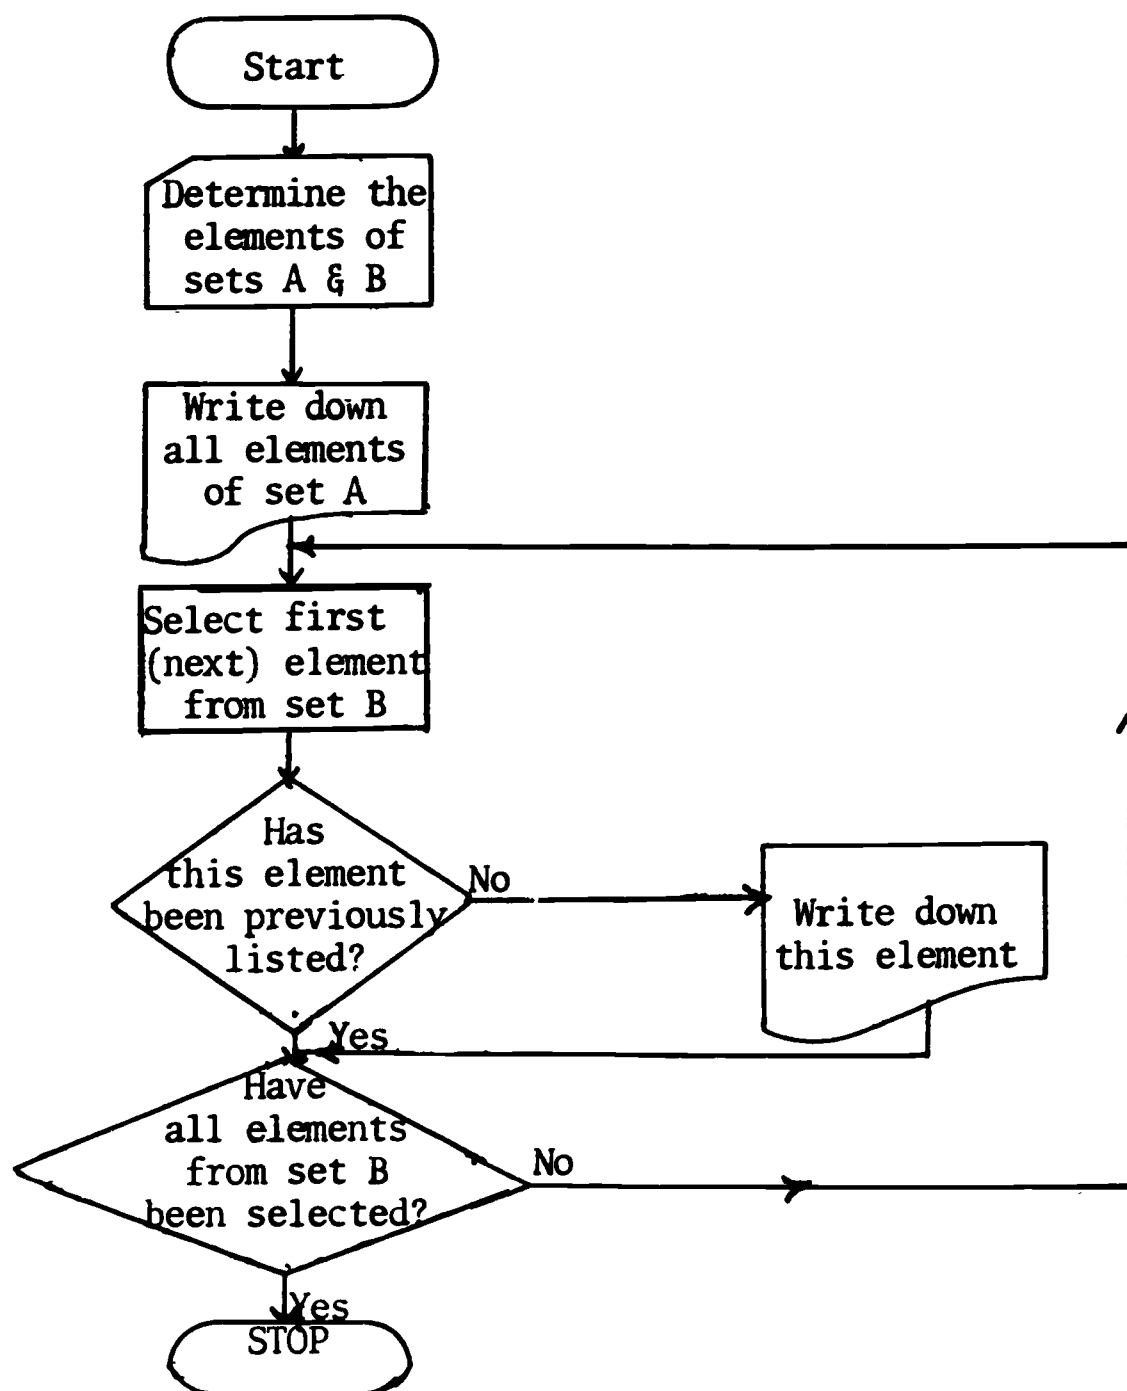 Start
Determine the
elements of
sets A & B
Write down
all elements
of set A
Select first
(next) element
from set B
Has
this element
been previously
listed?
No
Write down
this element
Yes
Have
all elements
from set B
been selected?
No
Yes
STOP